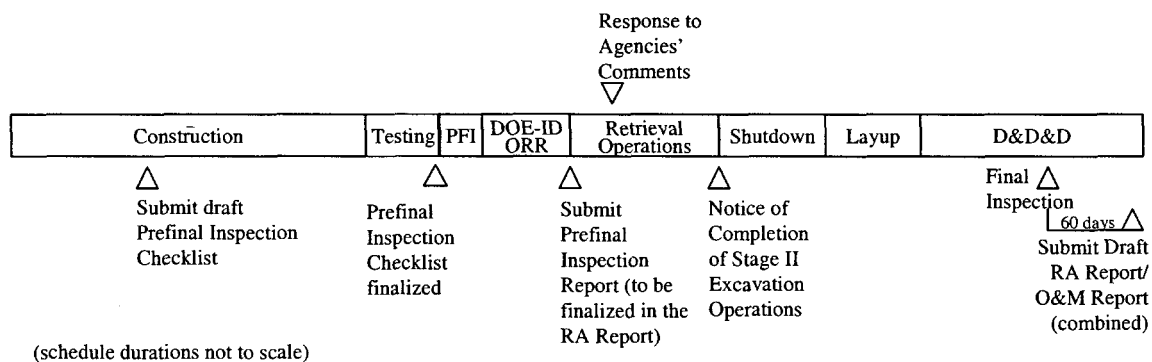 Response to
Agencies'
Comments
Construction
Testing
PFI
DOE-ID
ORR
Retrieval
Operations
Shutdown
Layup
D&D&D
Submit draft
Prefinal Inspection
Checklist
Prefinal
Inspection
Checklist
finalized
Submit
Prefinal
Inspection
Report (to be
finalized in the
RA Report)
Notice of
Completion
of Stage II
Excavation
Operations
Final
Inspection
60 days
Submit Draft
RA Report/
O&M Report
(combined)
(schedule durations not to scale)